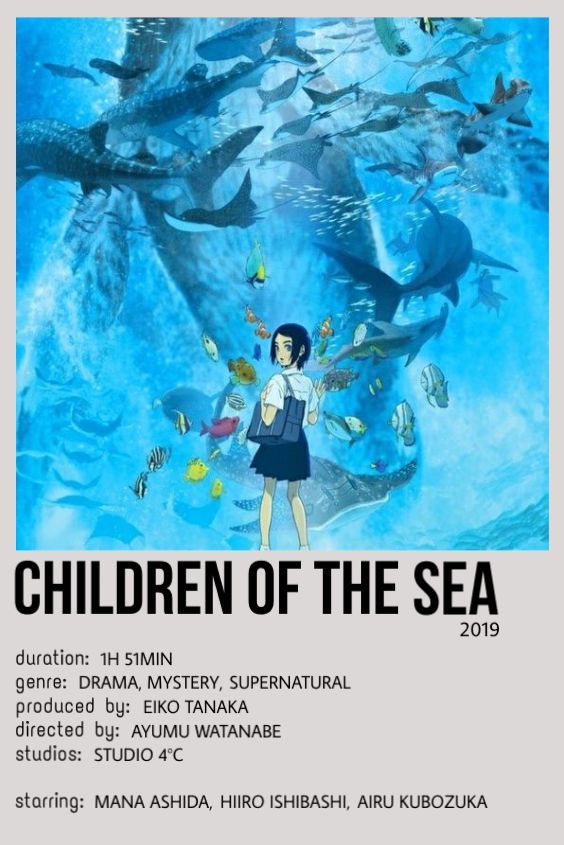 CHILDREN OF THE SEA
2019
duration: 1H 51MIN
genre: DRAMA, MYSTERY, SUPERNATURAL
produced by: EIKO TANAKA
directed by: AYUMU WATANABE
studios: STUDIO 4°C
starring: MANA ASHIDA, HIIRO ISHIBASHI, AIRU KUBOZUKA